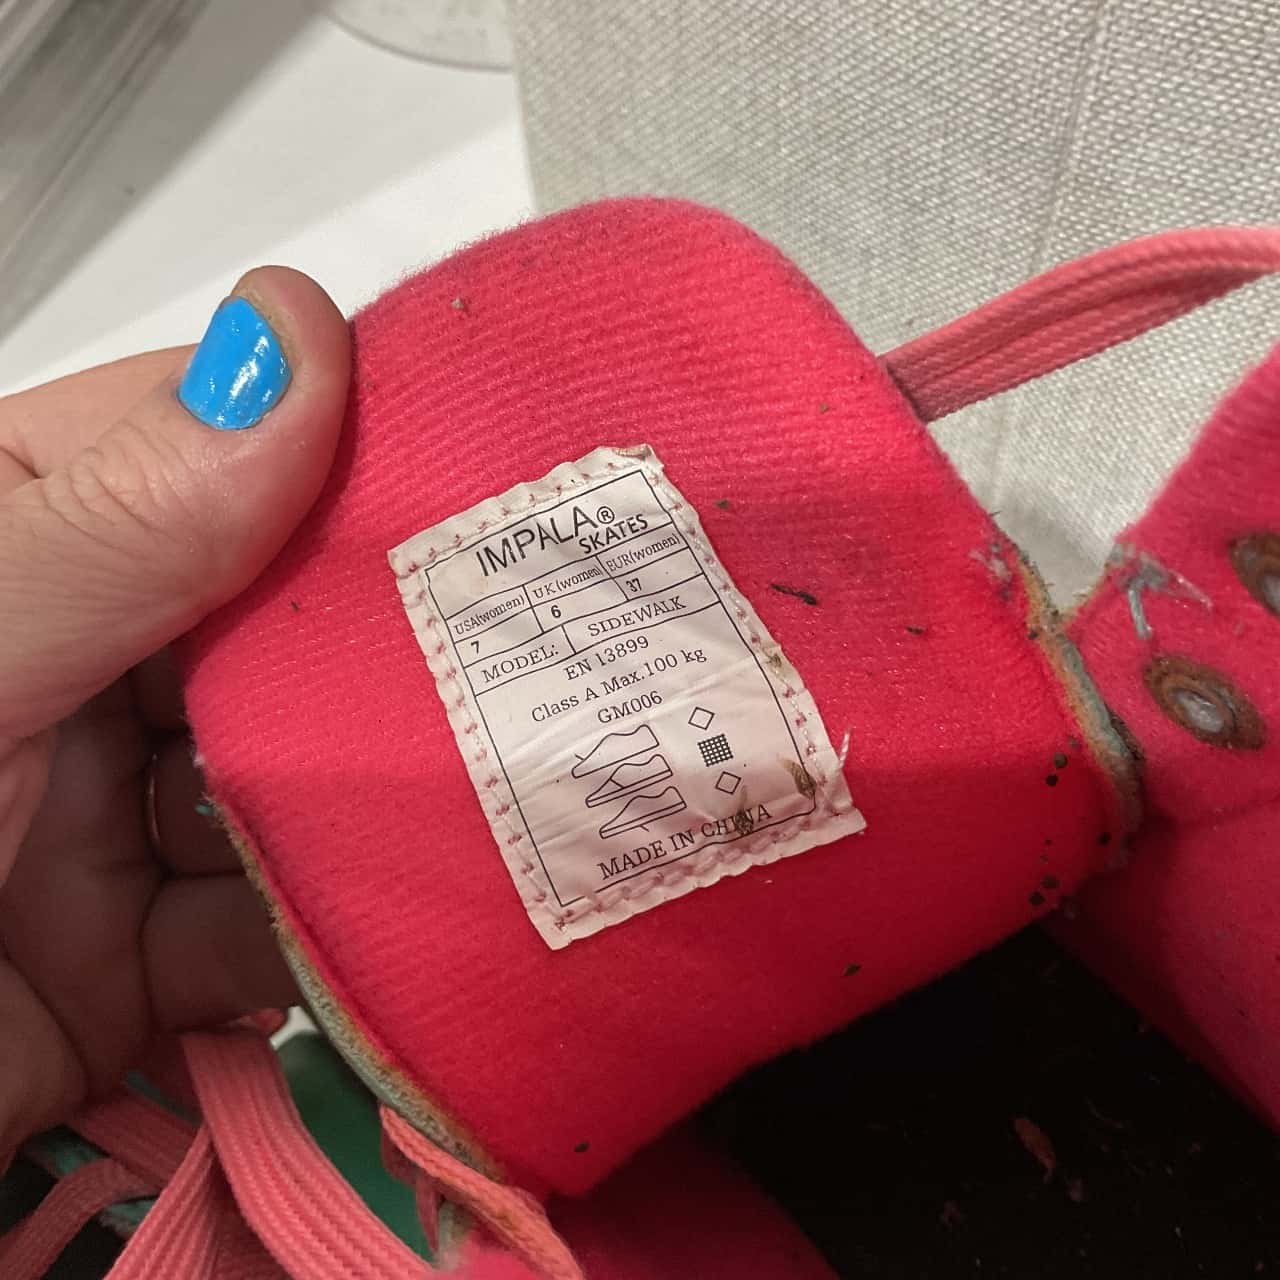 IMPALA®
SKATES
USA(women) UK(women) EUR(women)
7 6 37
MODEL: SIDEWALK
EN 13899
Class A Max.100 kg
GM006
MADE IN CHINA